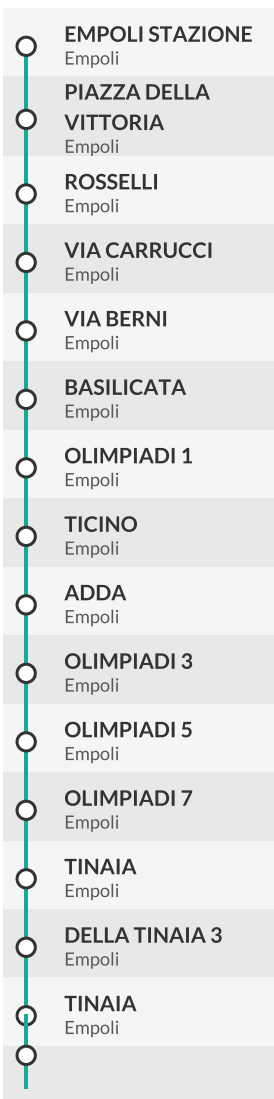 EMPOLI STAZIONE
Empoli
PIAZZA DELLA
VITTORIA
Empoli
ROSSELLI
Empoli
VIA CARRUCCI
Empoli
VIA BERNI
Empoli
BASILICATA
Empoli
OLIMPIADI 1
Empoli
TICINO
Empoli
ADDA
Empoli
OLIMPIADI 3
Empoli
OLIMPIADI 5
Empoli
OLIMPIADI 7
Empoli
TINAIA
Empoli
DELLA TINAIA 3
Empoli
TINAIA
Empoli